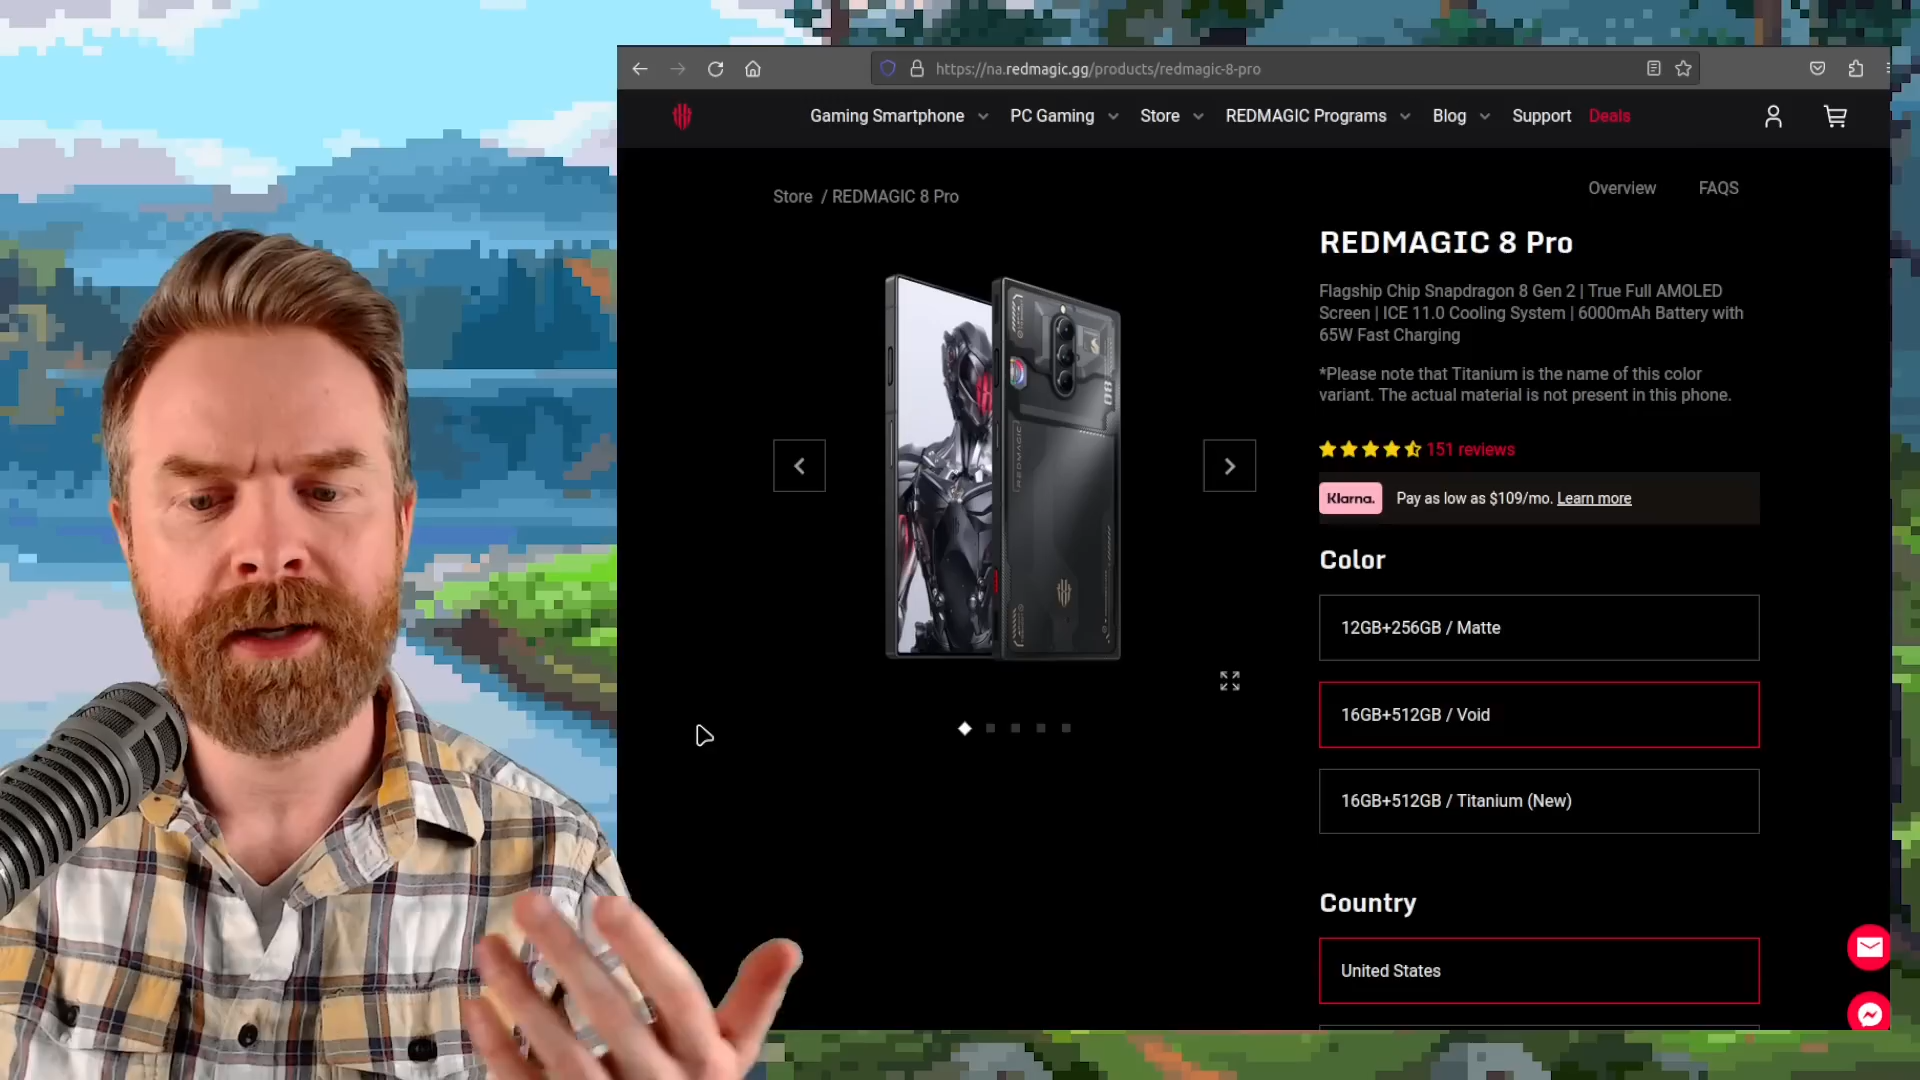 https://na.redmagic.gg/products/redmagic-8-pro
Gaming Smartphone PC Gaming Store REDMAGIC Programs Blog Support Deals
Store / REDMAGIC 8 Pro
Overview FAQS
REDMAGIC 8 Pro
Flagship Chip Snapdragon 8 Gen 2 | True Full AMOLED
Screen | ICE 11.0 Cooling System | 6000mAh Battery with
65W Fast Charging
*Please note that Titanium is the name of this color
variant. The actual material is not present in this phone.
151 reviews
Klarna. Pay as low as $109/mo. Learn more
Color
12GB+256GB / Matte
16GB+512GB / Void
16GB+512GB / Titanium (New)
Country
United States
REDMAGIC
08